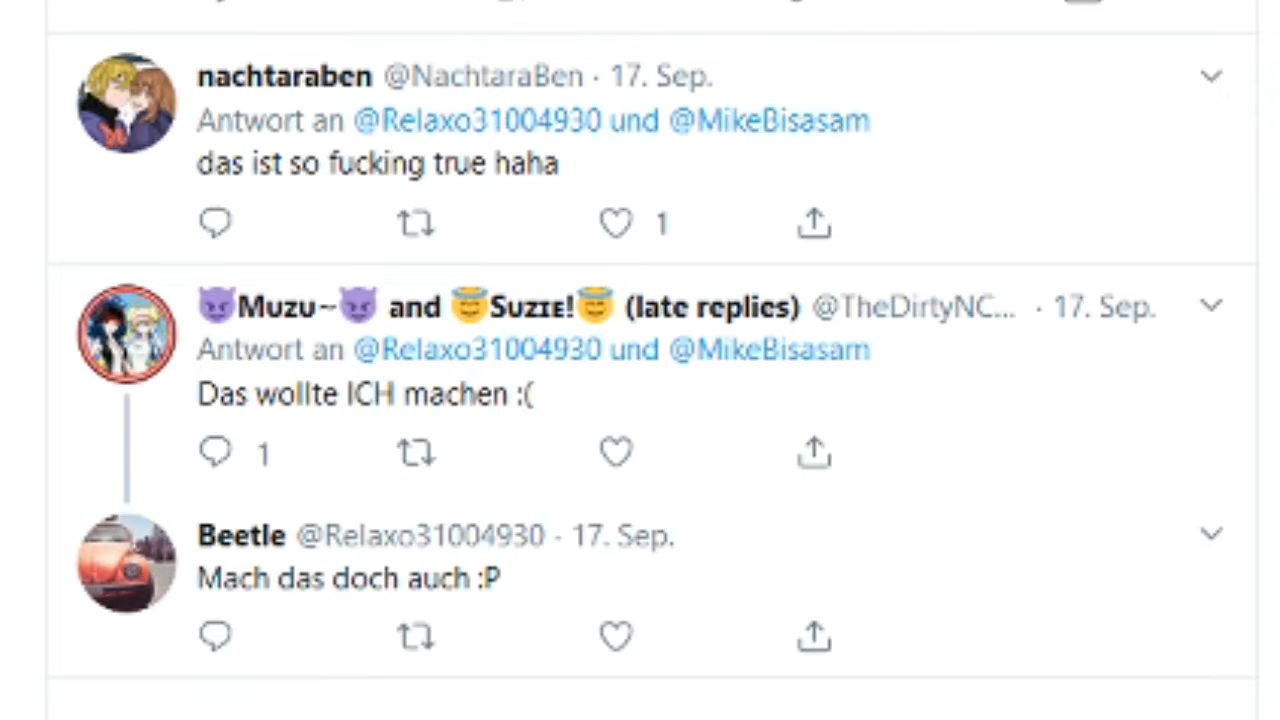 nachtaraben @NachtaraBen · 17. Sep.
Antwort an @Relaxo31004930 und @MikeBisasam
das ist so fucking true haha
1
😈Muzu~😈 and 😇Suzɪᴇ!😇 (late replies) @TheDirtyNC... · 17. Sep.
Antwort an @Relaxo31004930 und @MikeBisasam
Das wollte ICH machen :(
1
Beetle @Relaxo31004930 · 17. Sep.
Mach das doch auch :P